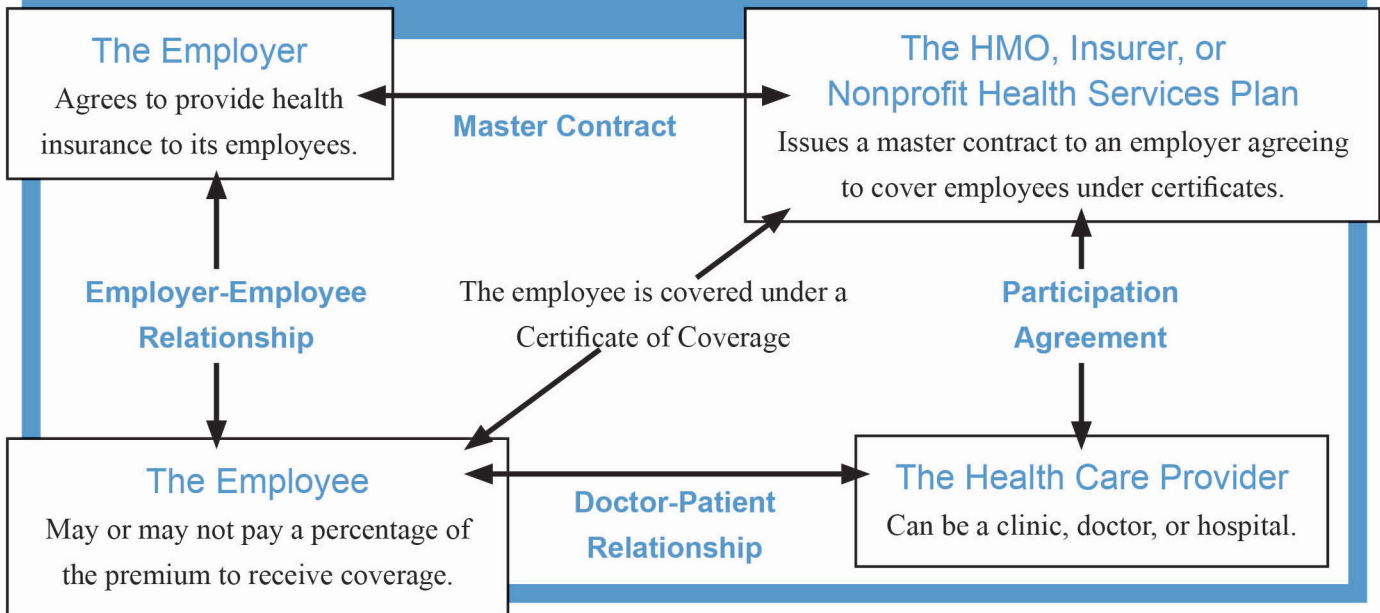 The Employer
Agrees to provide health
insurance to its employees.
Master Contract
The HMO, Insurer, or
Nonprofit Health Services Plan
Issues a master contract to an employer agreeing
to cover employees under certificates.
Employer-Employee
Relationship
The employee is covered under a
Certificate of Coverage
Participation
Agreement
The Employee
May or may not pay a percentage of
the premium to receive coverage.
Doctor-Patient
Relationship
The Health Care Provider
Can be a clinic, doctor, or hospital.